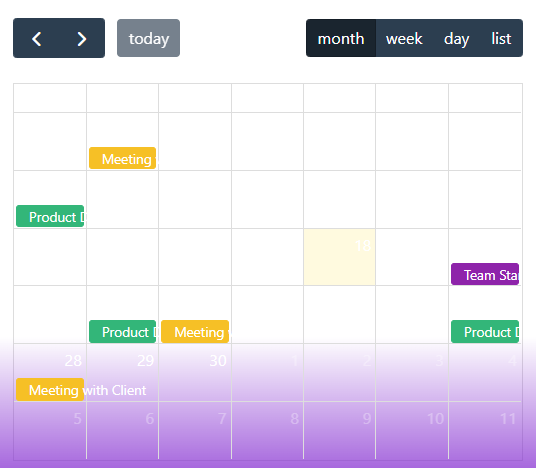 today
month week day list
Meeting
Product D
18
Team Sta
Product D Meeting Product D
28 29 30 1 2 3 4
Meeting with Client
5 6 7 8 9 10 11